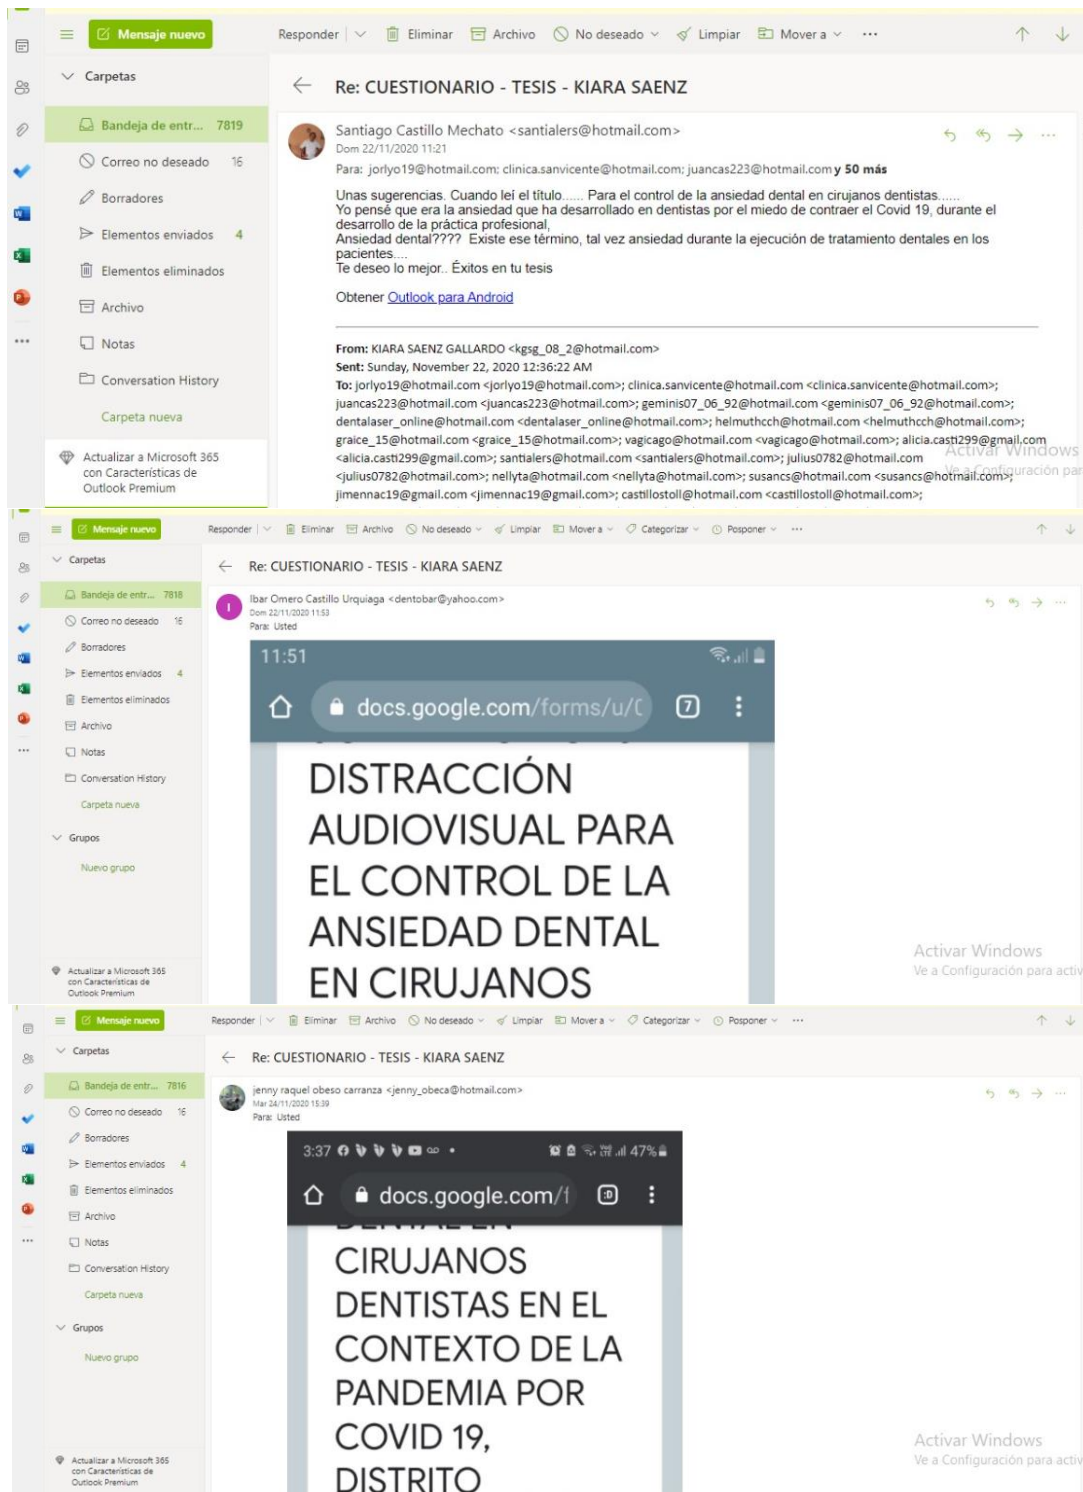 Mensaje nuevo
Responder Eliminar Archivo No deseado Limpiar Mover a ...
Carpetas
Re: CUESTIONARIO - TESIS - KIARA SAENZ
Bandeja de entr... 7819
Correo no deseado 16
Borradores
Elementos enviados 4
Elementos eliminados
Archivo
Notas
Conversation History
Carpeta nueva
Actualizar a Microsoft 365
con Características de
Outlook Premium
Santiago Castillo Mechato <santialers@hotmail.com>
Dom 22/11/2020 11:21
Para: jorlyo19@hotmail.com; clinica.sanvicente@hotmail.com; juancas223@hotmail.com y 50 más
Unas sugerencias. Cuando leí el título...... Para el control de la ansiedad dental en cirujanos dentistas......
Yo pensé que era la ansiedad que ha desarrollado en dentistas por el miedo de contraer el Covid 19, durante el
desarrollo de la práctica profesional,
Ansiedad dental???? Existe ese término, tal vez ansiedad durante la ejecución de tratamiento dentales en los
pacientes....
Te deseo lo mejor.. Éxitos en tu tesis
Obtener Outlook para Android
From: KIARA SAENZ GALLARDO <kgsg_08_2@hotmail.com>
Sent: Sunday, November 22, 2020 12:36:22 AM
To: jorlyo19@hotmail.com <jorlyo19@hotmail.com>; clinica.sanvicente@hotmail.com <clinica.sanvicente@hotmail.com>;
juancas223@hotmail.com <juancas223@hotmail.com>; geminis07_06_92@hotmail.com <geminis07_06_92@hotmail.com>;
dentalaser_online@hotmail.com <dentalaser_online@hotmail.com>; helmuthcch@hotmail.com <helmuthcch@hotmail.com>;
graice_15@hotmail.com <graice_15@hotmail.com>; vagicago@hotmail.com <vagicago@hotmail.com>; alicia.casti299@gmail.com
<alicia.casti299@gmail.com>; santialers@hotmail.com <santialers@hotmail.com>; julius0782@hotmail.com
<julius0782@hotmail.com>; nellyta@hotmail.com <nellyta@hotmail.com>; susancs@hotmail.com <susancs@hotmail.com>;
jimennac19@gmail.com <jimennac19@gmail.com>; castillostoll@hotmail.com <castillostoll@hotmail.com>;
Activar Windows
Ve a Configuración par
Mensaje nuevo
Responder Eliminar Archivo No deseado Limpiar Mover a Categorizar Posponer ...
Carpetas
Re: CUESTIONARIO - TESIS - KIARA SAENZ
Bandeja de entr... 7818
Correo no deseado 16
Borradores
Elementos enviados 4
Elementos eliminados
Archivo
Notas
Conversation History
Carpeta nueva
Grupos
Nuevo grupo
Actualizar a Microsoft 365
con Características de
Outlook Premium
I
Ibar Omero Castillo Urquiaga <dentobar@yahoo.com>
Dom 22/11/2020 11:53
Para: Usted
11:51
docs.google.com/forms/u/0 7
DISTRACCIÓN
AUDIOVISUAL PARA
EL CONTROL DE LA
ANSIEDAD DENTAL
EN CIRUJANOS
Activar Windows
Ve a Configuración para activ
Mensaje nuevo
Responder Eliminar Archivo No deseado Limpiar Mover a Categorizar Posponer ...
Carpetas
Re: CUESTIONARIO - TESIS - KIARA SAENZ
Bandeja de entr... 7816
Correo no deseado 16
Borradores
Elementos enviados 4
Elementos eliminados
Archivo
Notas
Conversation History
Carpeta nueva
Grupos
Nuevo grupo
Actualizar a Microsoft 365
con Características de
Outlook Premium
jenny raquel obeso carranza <jenny_obeca@hotmail.com>
Mar 24/11/2020 15:39
Para: Usted
3:37 47%
docs.google.com/f :D
DENTAL EN
CIRUJANOS
DENTISTAS EN EL
CONTEXTO DE LA
PANDEMIA POR
COVID 19,
DISTRITO
Activar Windows
Ve a Configuración para activ